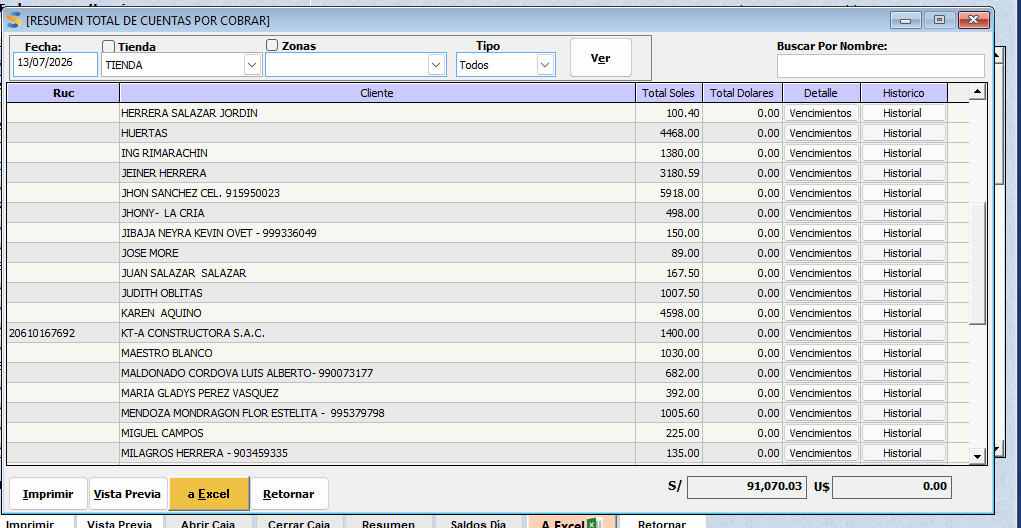 [RESUMEN TOTAL DE CUENTAS POR COBRAR]
Fecha: Tienda Zonas Tipo Buscar Por Nombre:
13/07/2026 TIENDA Todos Ver
Ruc Cliente Total Soles Total Dolares Detalle Historico
HERRERA SALAZAR JORDIN 100.40 0.00 Vencimientos Historial
HUERTAS 4468.00 0.00 Vencimientos Historial
ING RIMARACHIN 1380.00 0.00 Vencimientos Historial
JEINER HERRERA 3180.59 0.00 Vencimientos Historial
JHON SANCHEZ CEL. 915950023 5918.00 0.00 Vencimientos Historial
JHONY- LA CRIA 498.00 0.00 Vencimientos Historial
JIBAJA NEYRA KEVIN OVET - 999336049 150.00 0.00 Vencimientos Historial
JOSE MORE 89.00 0.00 Vencimientos Historial
JUAN SALAZAR SALAZAR 167.50 0.00 Vencimientos Historial
JUDITH OBLITAS 1007.50 0.00 Vencimientos Historial
KAREN AQUINO 4598.00 0.00 Vencimientos Historial
20610167692 KT-A CONSTRUCTORA S.A.C. 1400.00 0.00 Vencimientos Historial
MAESTRO BLANCO 1030.00 0.00 Vencimientos Historial
MALDONADO CORDOVA LUIS ALBERTO- 990073177 682.00 0.00 Vencimientos Historial
MARIA GLADYS PEREZ VASQUEZ 392.00 0.00 Vencimientos Historial
MENDOZA MONDRAGON FLOR ESTELITA - 995379798 1005.60 0.00 Vencimientos Historial
MIGUEL CAMPOS 225.00 0.00 Vencimientos Historial
MILAGROS HERRERA - 903459335 135.00 0.00 Vencimientos Historial
Imprimir Vista Previa a Excel Retornar S/ 91,070.03 U$ 0.00
Imprimir Vista Previa Abrir Caja Cerrar Caja Resumen Saldos Dia A Excel Retornar